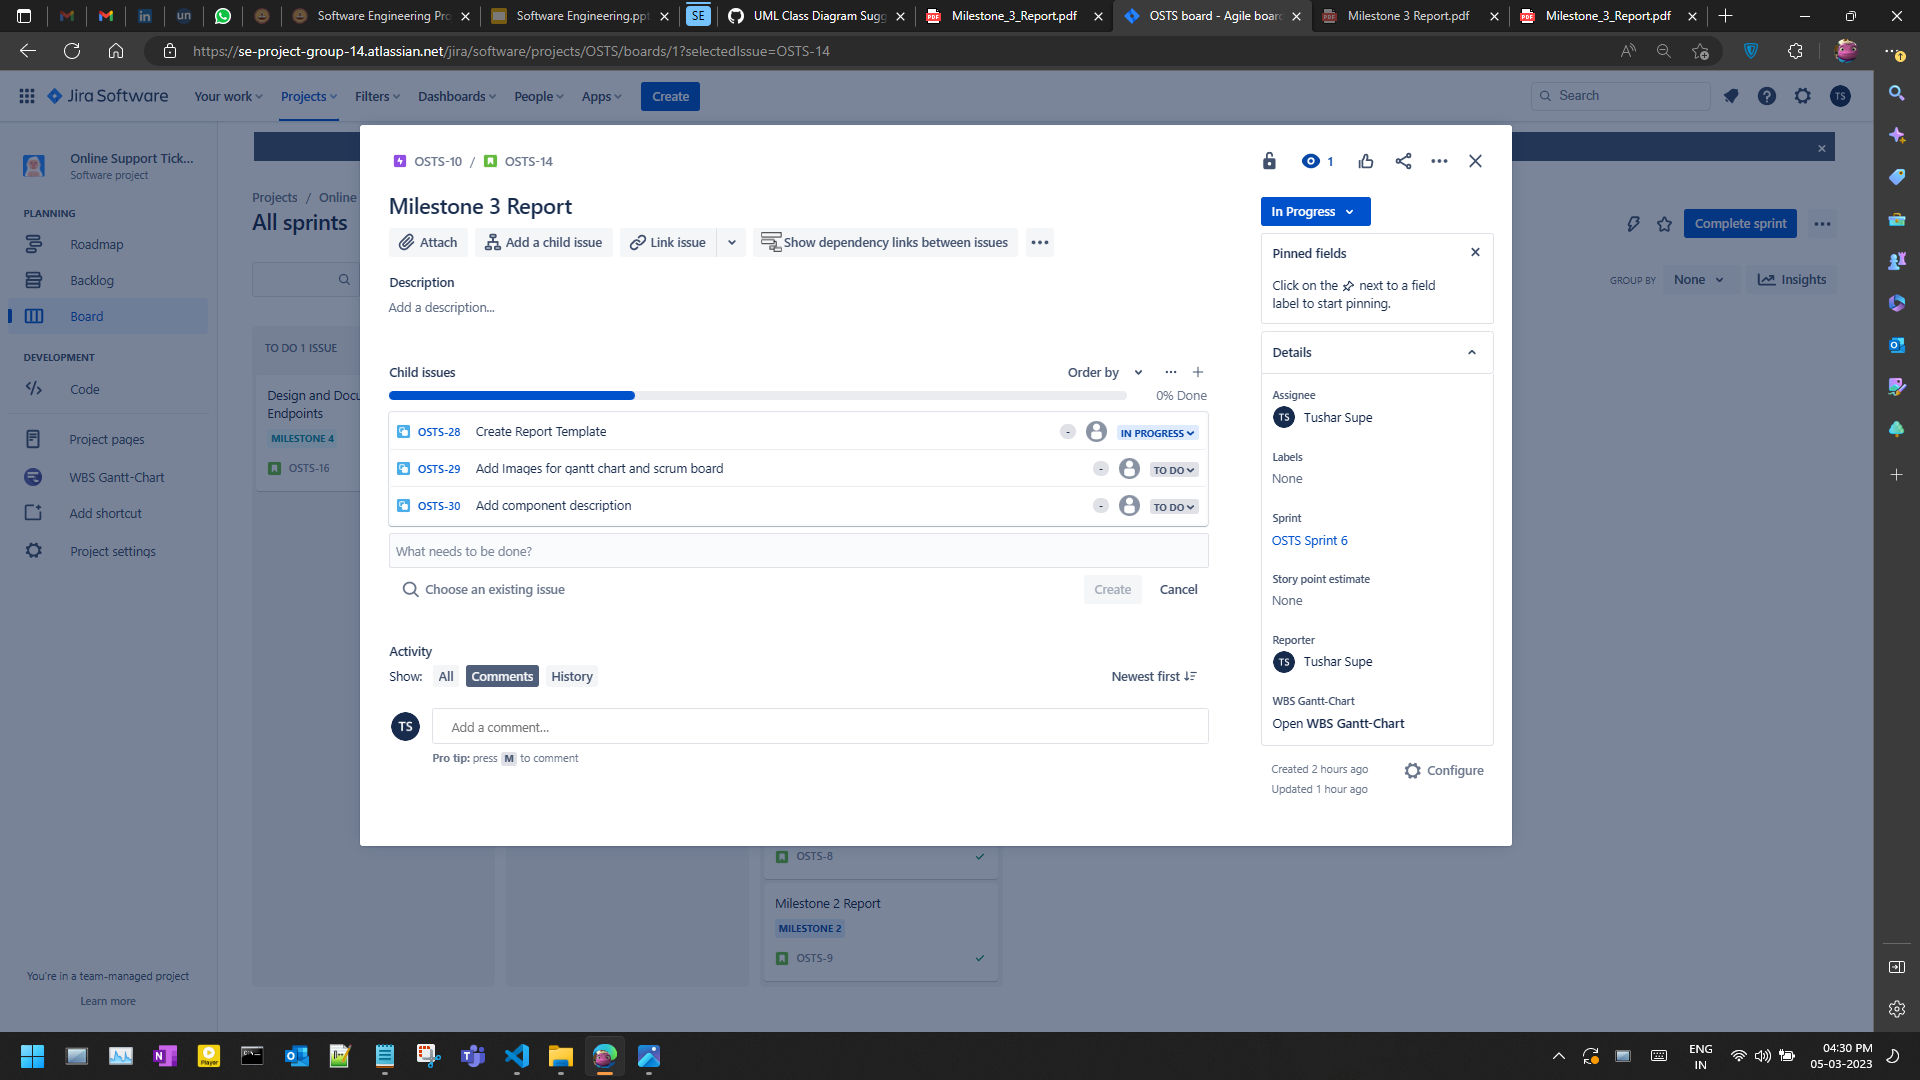 Software Engineering Pro
Software Engineering.ppt
SE
UML Class Diagram Sugg
Milestone_3_Report.pdf
OSTS board - Agile board
Milestone 3 Report.pdf
Milestone_3_Report.pdf
https://se-project-group-14.atlassian.net/jira/software/projects/OSTS/boards/1?selectedIssue=OSTS-14
Jira Software
Your work
Projects
Filters
Dashboards
People
Apps
Create
Search
TS
Online Support Tick...
Software project
PLANNING
Roadmap
Backlog
Board
DEVELOPMENT
Code
Project pages
WBS Gantt-Chart
Add shortcut
Project settings
You're in a team-managed project
Learn more
Projects / Online
All sprints
Complete sprint
GROUP BY None
Insights
TO DO 1 ISSUE
Design and Docu
Endpoints
MILESTONE 4
OSTS-16
OSTS-10 / OSTS-14
1
Milestone 3 Report
Attach
Add a child issue
Link issue
Show dependency links between issues
Description
Add a description...
Child issues
Order by
0% Done
OSTS-28 Create Report Template - IN PROGRESS
OSTS-29 Add Images for gantt chart and scrum board - TO DO
OSTS-30 Add component description - TO DO
What needs to be done?
Choose an existing issue
Create
Cancel
Activity
Show: All Comments History
Newest first
TS
Add a comment...
Pro tip: press M to comment
In Progress
Pinned fields
Click on the next to a field
label to start pinning.
Details
Assignee
TS Tushar Supe
Labels
None
Sprint
OSTS Sprint 6
Story point estimate
None
Reporter
TS Tushar Supe
WBS Gantt-Chart
Open WBS Gantt-Chart
Created 2 hours ago
Updated 1 hour ago
Configure
OSTS-8
Milestone 2 Report
MILESTONE 2
OSTS-9
ENG
IN
04:30 PM
05-03-2023